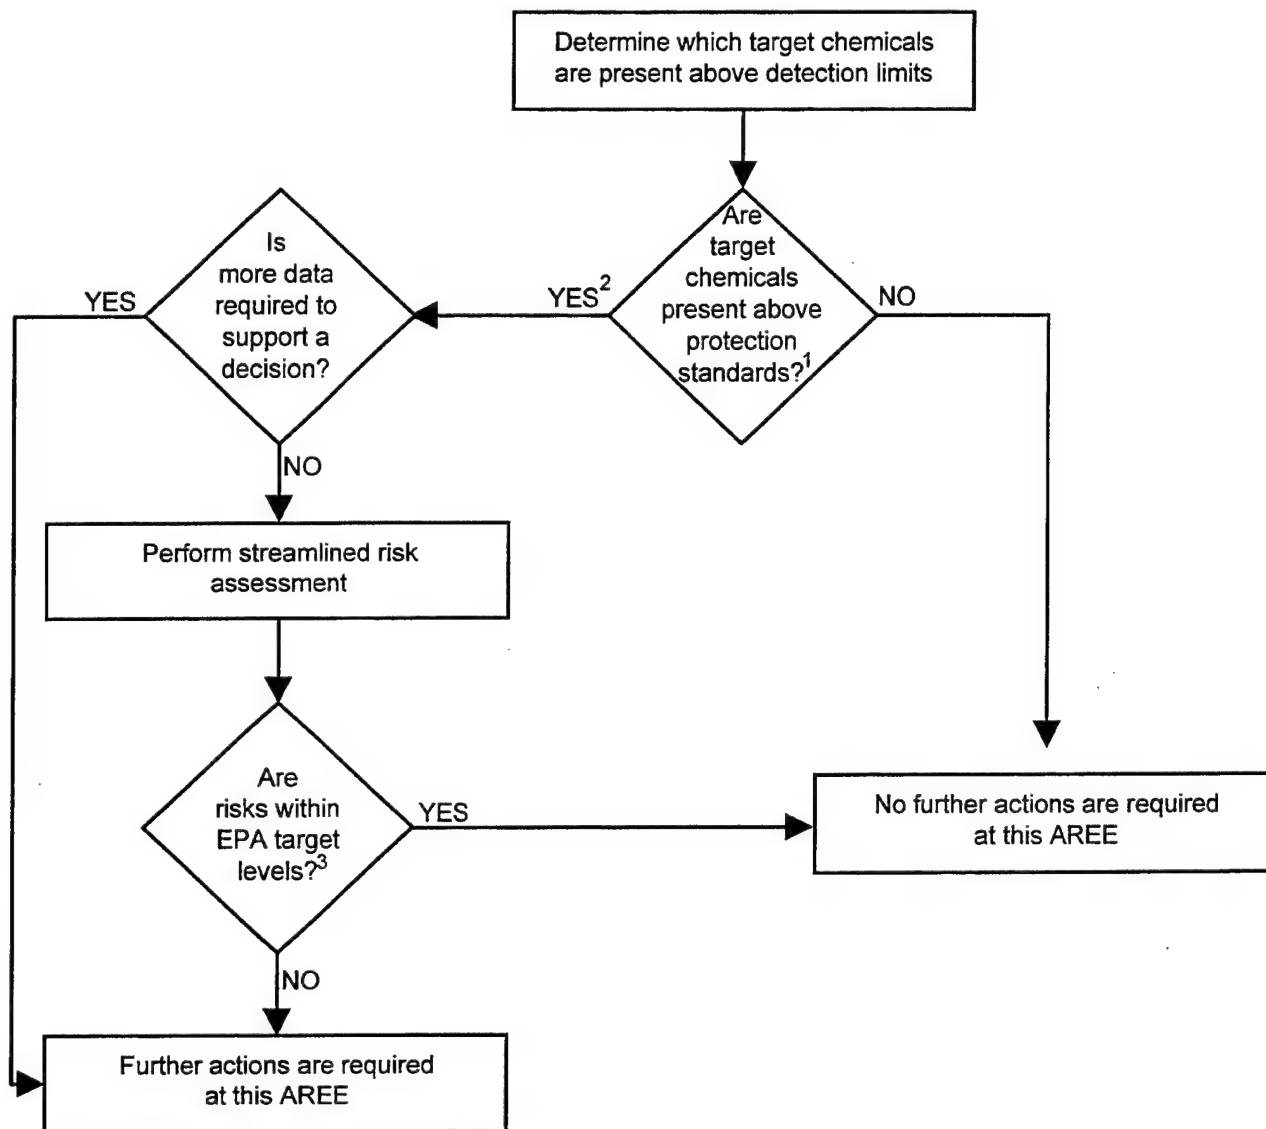 Determine which target chemicals
are present above detection limits
Are
target
chemicals
present above
protection
standards?¹
YES²
NO
Is
more data
required to
support a
decision?
YES
NO
Perform streamlined risk
assessment
Are
risks within
EPA target
levels?³
YES
NO
No further actions are required
at this AREE
Further actions are required
at this AREE